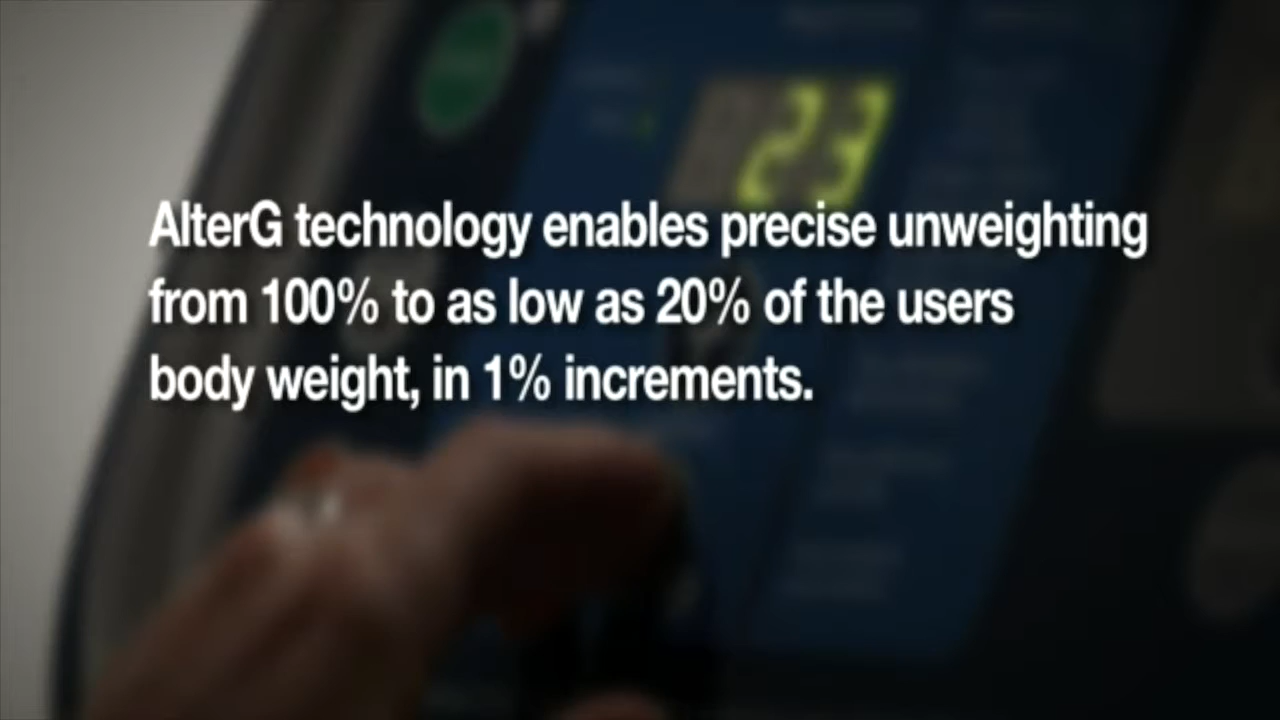 23
AlterG technology enables precise unweighting
from 100% to as low as 20% of the users
body weight, in 1% increments.